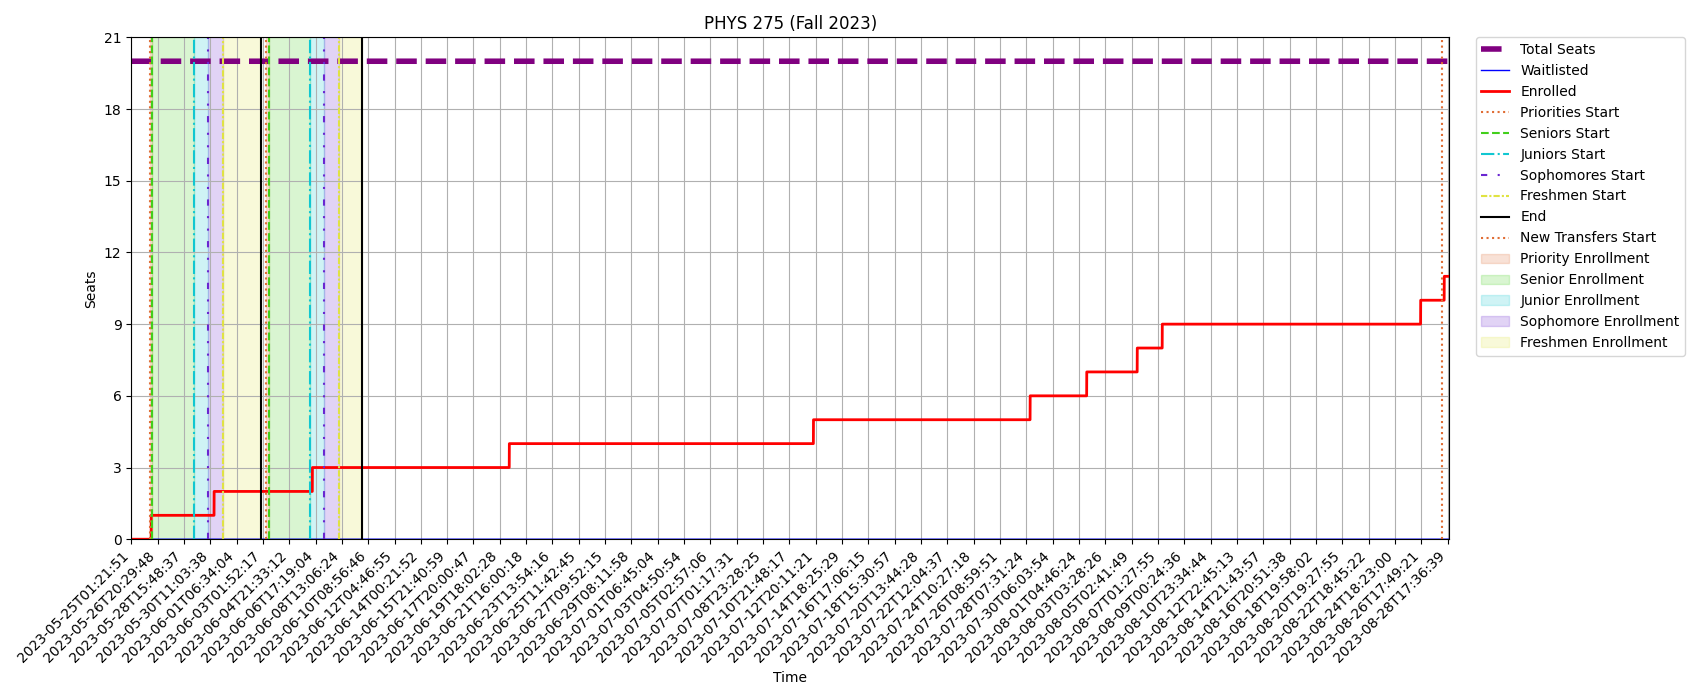 PHYS 275 (Fall 2023)
21
18
15
12
9
6
3
0
Seats
2023-05-25T01:21:51
2023-05-26T20:29:48
2023-05-28T15:48:37
2023-05-30T11:03:38
2023-06-01T06:34:04
2023-06-03T01:52:17
2023-06-04T21:33:12
2023-06-06T17:19:04
2023-06-08T13:06:24
2023-06-10T08:56:46
2023-06-12T04:46:55
2023-06-14T00:21:52
2023-06-15T21:40:59
2023-06-17T20:00:47
2023-06-19T18:02:28
2023-06-21T16:00:18
2023-06-23T13:54:16
2023-06-25T11:42:45
2023-06-27T09:52:15
2023-06-29T08:11:58
2023-07-01T06:45:04
2023-07-03T04:50:54
2023-07-05T02:57:06
2023-07-07T01:17:31
2023-07-08T23:28:25
2023-07-10T21:48:17
2023-07-12T20:11:21
2023-07-14T18:25:29
2023-07-16T17:06:15
2023-07-18T15:30:57
2023-07-20T13:44:28
2023-07-22T12:04:37
2023-07-24T10:27:18
2023-07-26T08:59:51
2023-07-28T07:31:24
2023-07-30T06:03:54
2023-08-01T04:46:24
2023-08-03T03:28:26
2023-08-05T02:41:49
2023-08-07T01:27:55
2023-08-09T00:24:36
2023-08-10T23:34:44
2023-08-12T22:45:13
2023-08-14T21:43:57
2023-08-16T20:51:38
2023-08-18T19:58:02
2023-08-20T19:27:55
2023-08-22T18:45:22
2023-08-24T18:23:00
2023-08-26T17:49:21
2023-08-28T17:36:39
Time
Total Seats
Waitlisted
Enrolled
Priorities Start
Seniors Start
Juniors Start
Sophomores Start
Freshmen Start
End
New Transfers Start
Priority Enrollment
Senior Enrollment
Junior Enrollment
Sophomore Enrollment
Freshmen Enrollment